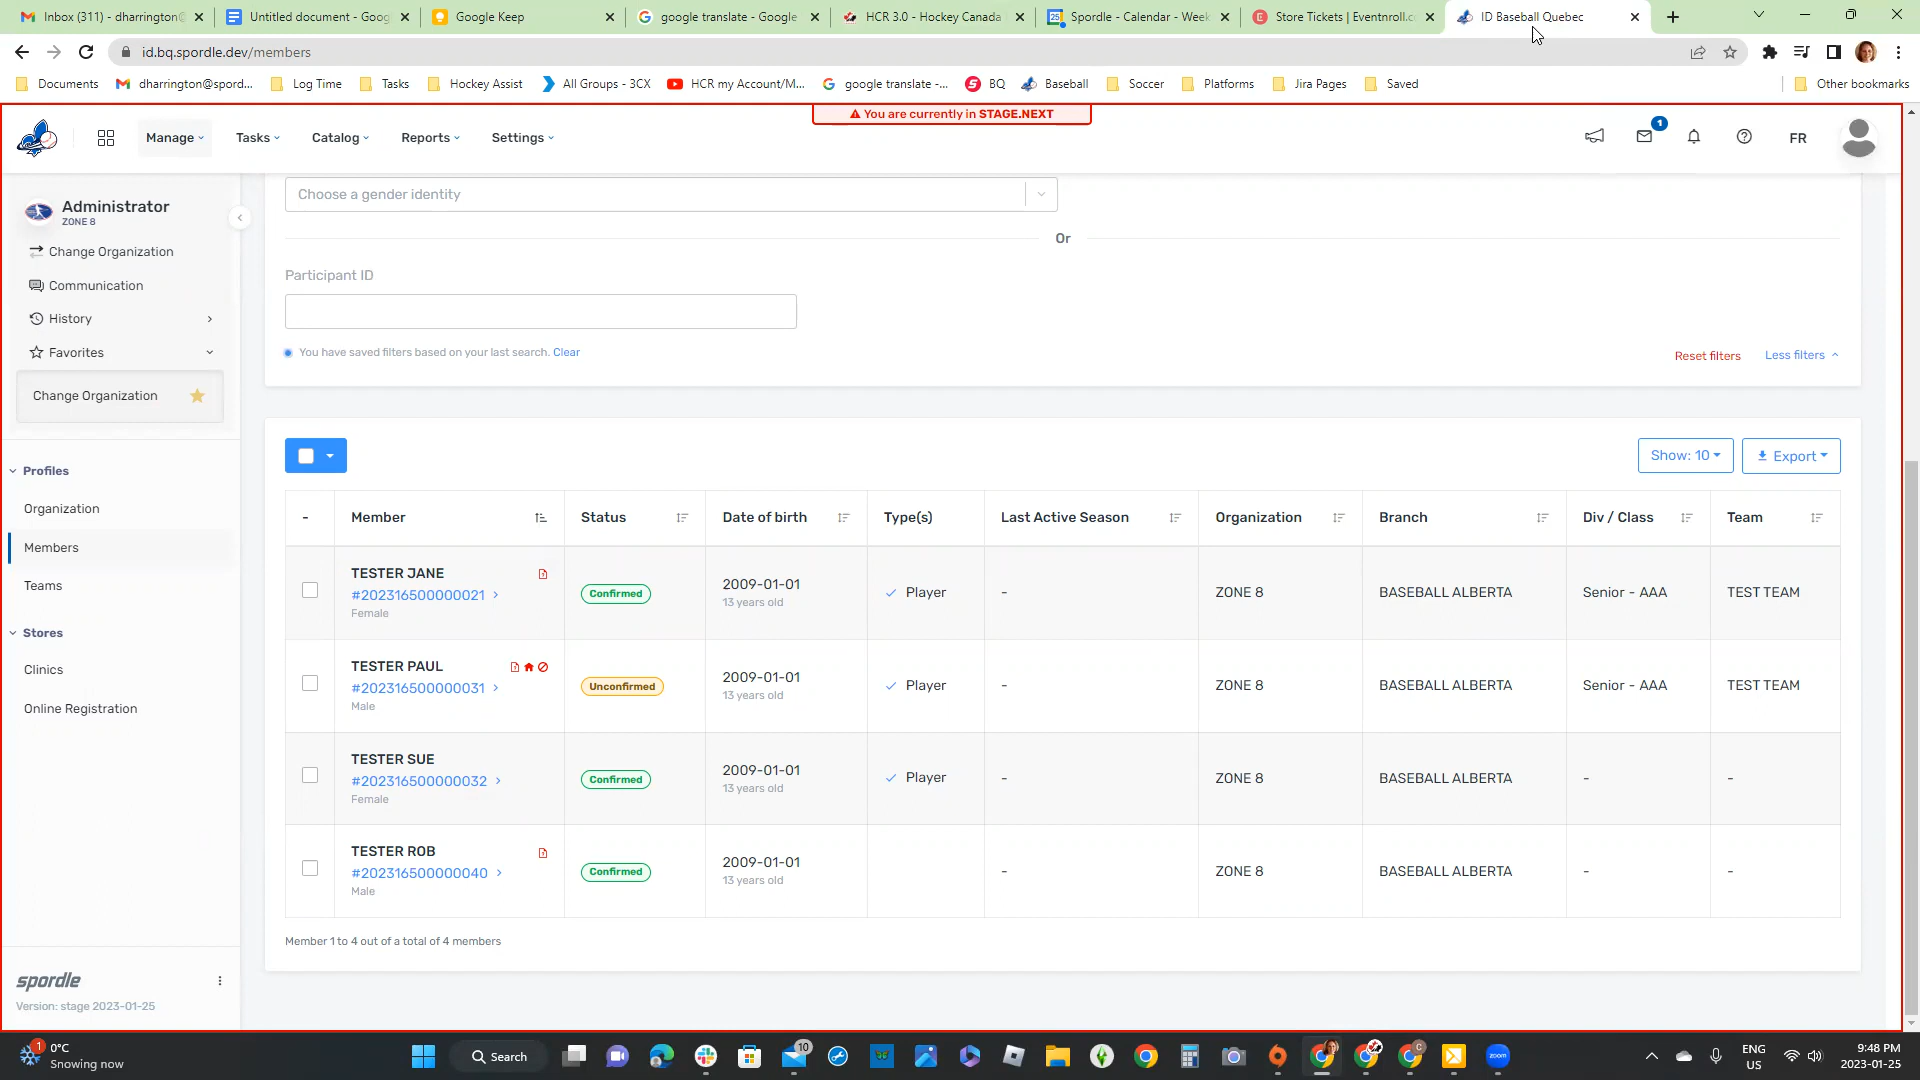 Inbox (311) - dharrington@
Untitled document - Goog
Google Keep
google translate - Google
HCR 3.0 - Hockey Canada
Spordle - Calendar - Week
Store Tickets | Eventnroll.c
ID Baseball Quebec
id.bq.spordle.dev/members
Documents
dharrington@spord...
Log Time
Tasks
Hockey Assist
All Groups - 3CX
HCR my Account/M...
google translate -...
BQ
Baseball
Soccer
Platforms
Jira Pages
Saved
Other bookmarks
You are currently in STAGE.NEXT
Manage
Tasks
Catalog
Reports
Settings
1
FR
Administrator
ZONE 8
Change Organization
Communication
History
Favorites
Change Organization
Profiles
Organization
Members
Teams
Stores
Clinics
Online Registration
spordle
Version: stage 2023-01-25
Choose a gender identity
Or
Participant ID
You have saved filters based on your last search. Clear
Reset filters
Less filters
Show: 10
Export
- Member Status Date of birth Type(s) Last Active Season Organization Branch Div / Class Team
TESTER JANE
#202316500000021
Female
Confirmed
2009-01-01
13 years old
Player
-
ZONE 8
BASEBALL ALBERTA
Senior - AAA
TEST TEAM
TESTER PAUL
#202316500000031
Male
Unconfirmed
2009-01-01
13 years old
Player
-
ZONE 8
BASEBALL ALBERTA
Senior - AAA
TEST TEAM
TESTER SUE
#202316500000032
Female
Confirmed
2009-01-01
13 years old
Player
-
ZONE 8
BASEBALL ALBERTA
-
-
TESTER ROB
#202316500000040
Male
Confirmed
2009-01-01
13 years old
-
ZONE 8
BASEBALL ALBERTA
-
-
Member 1 to 4 out of a total of 4 members
1
0°C
Snowing now
Search
10
zoom
ENG
US
9:48 PM
2023-01-25